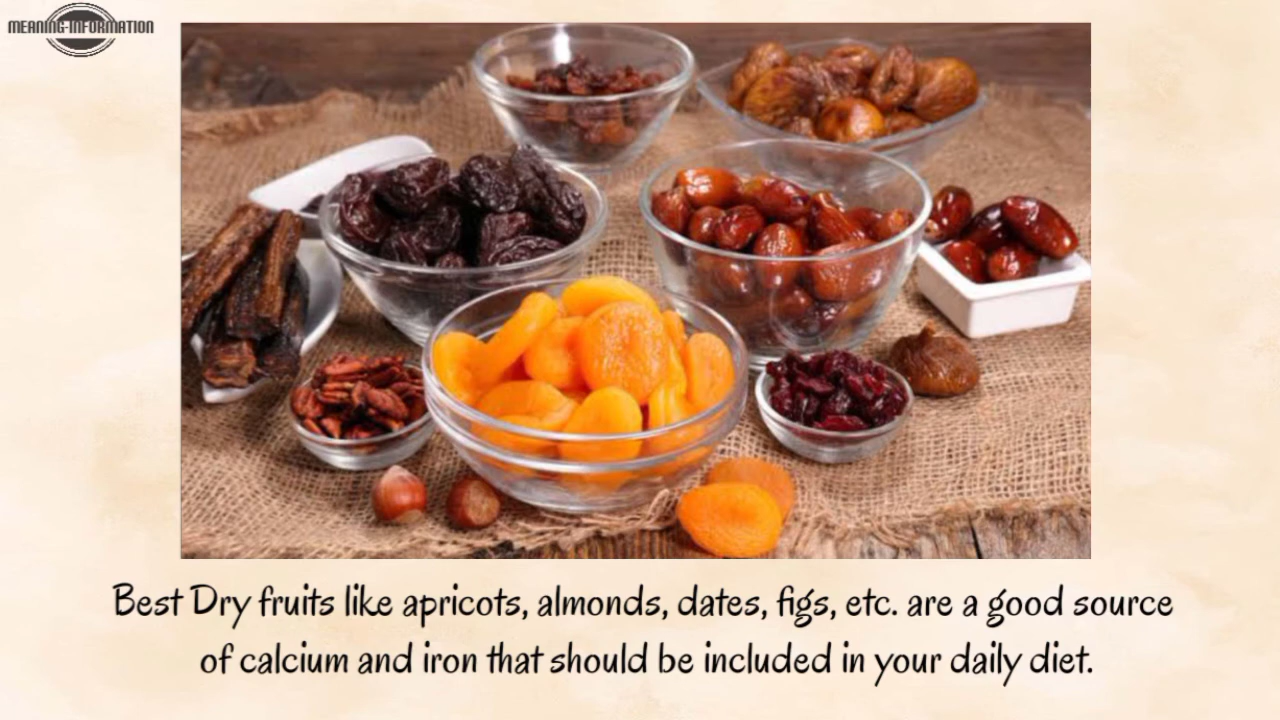 MEANING-INFORMATION
Best Dry fruits like apricots, almonds, dates, figs, etc. are a good source
of calcium and iron that should be included in your daily diet.